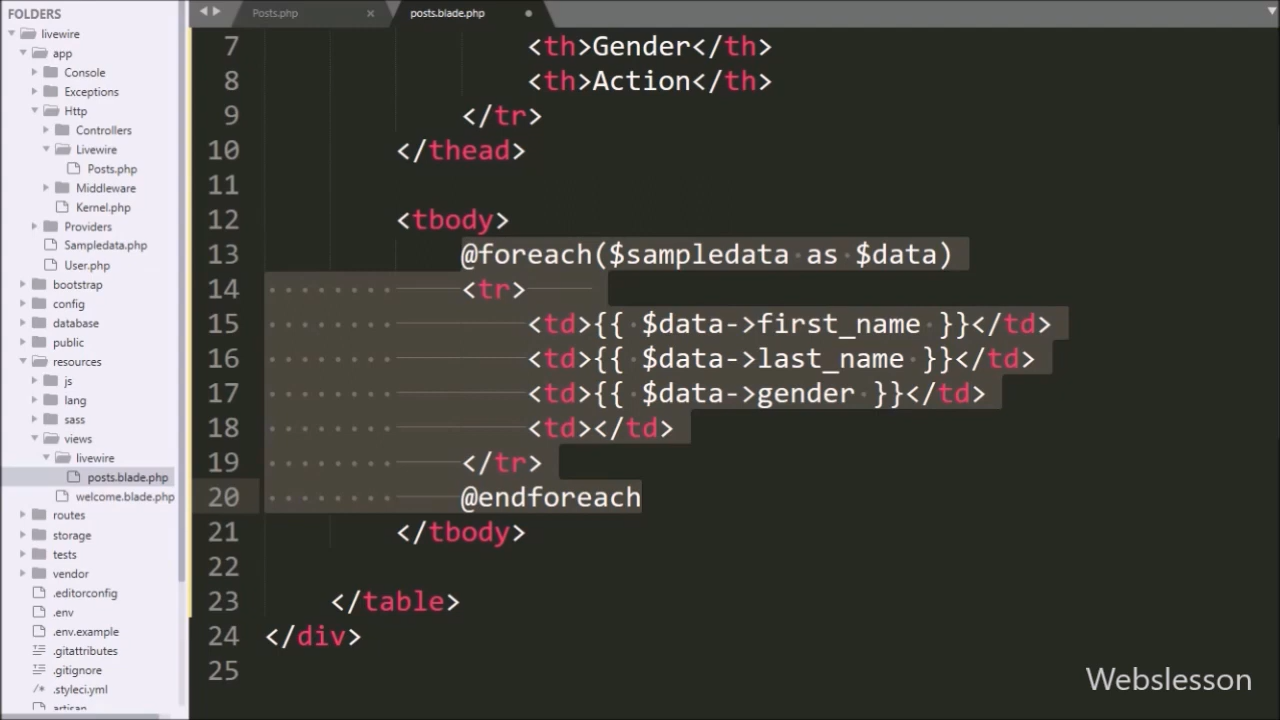 FOLDERS
livewire
app
Console
Exceptions
Http
Controllers
Livewire
Posts.php
Middleware
Kernel.php
Providers
Sampledata.php
User.php
bootstrap
config
database
public
resources
js
lang
sass
views
livewire
posts.blade.php
welcome.blade.php
routes
storage
tests
vendor
.editorconfig
.env
.env.example
.gitattributes
.gitignore
.styleci.yml
artisan
Posts.php
posts.blade.php
7 <th>Gender</th>
8 <th>Action</th>
9 </tr>
10 </thead>
11
12 <tbody>
13 @foreach($sampledata as $data)
14 <tr>
15 <td>{{ $data->first_name }}</td>
16 <td>{{ $data->last_name }}</td>
17 <td>{{ $data->gender }}</td>
18 <td></td>
19 </tr>
20 @endforeach
21 </tbody>
22
23 </table>
24 </div>
25
Webslesson